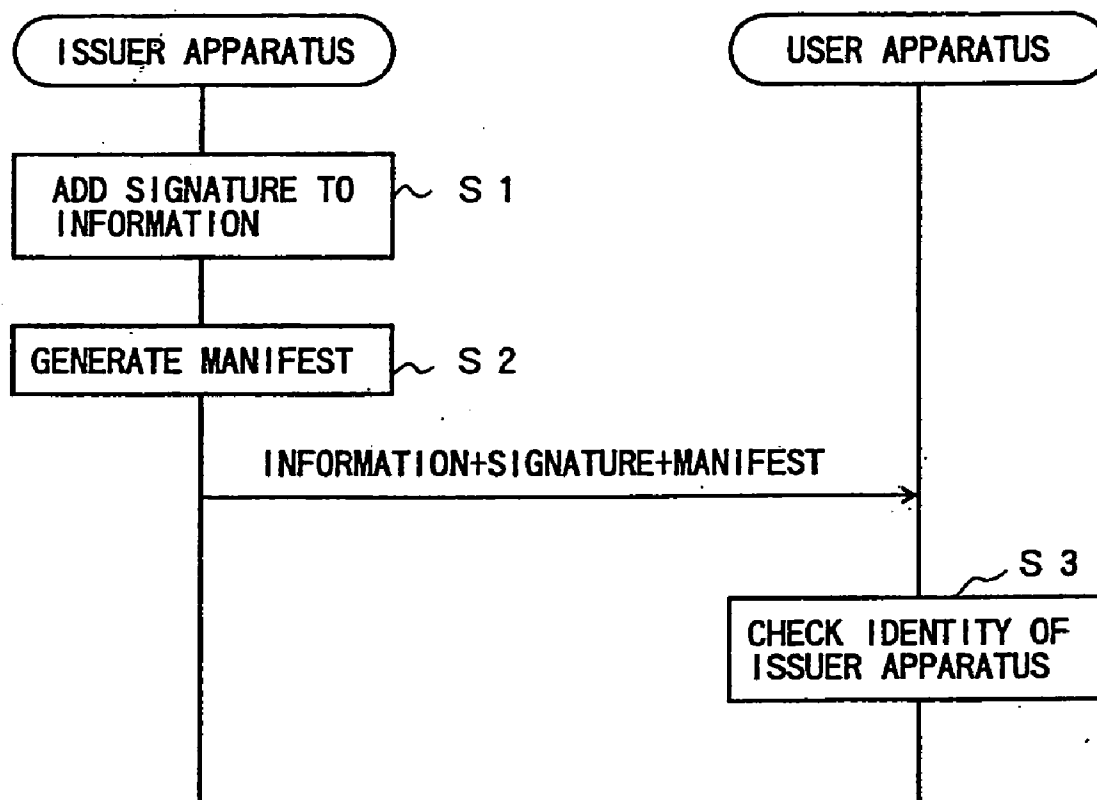 ISSUER APPARATUS
USER APPARATUS
ADD SIGNATURE TO
INFORMATION
S 1
GENERATE MANIFEST
S 2
INFORMATION+SIGNATURE+MANIFEST
S 3
CHECK IDENTITY OF
ISSUER APPARATUS